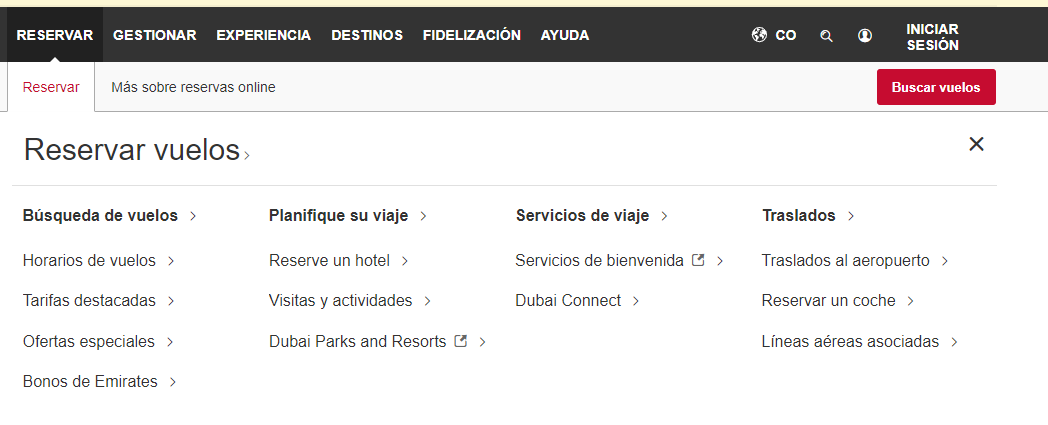 RESERVAR GESTIONAR EXPERIENCIA DESTINOS FIDELIZACIÓN AYUDA CO INICIAR
SESIÓN
Reservar Más sobre reservas online Buscar vuelos
Reservar vuelos
Búsqueda de vuelos Planifique su viaje Servicios de viaje Traslados
Horarios de vuelos Reserve un hotel Servicios de bienvenida Traslados al aeropuerto
Tarifas destacadas Visitas y actividades Dubai Connect Reservar un coche
Ofertas especiales Dubai Parks and Resorts Líneas aéreas asociadas
Bonos de Emirates